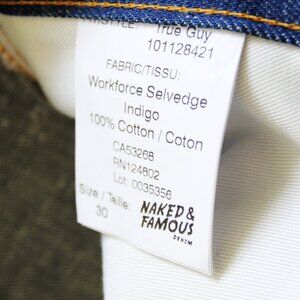 True Guy
101128421
FABRIC/TISSU:
Workforce Selvedge
Indigo
100% Cotton / Coton
CA53268
RN124802
Lot: 0035356
Size / Taille:
30
NAKED &
FAMOUS
DENIM